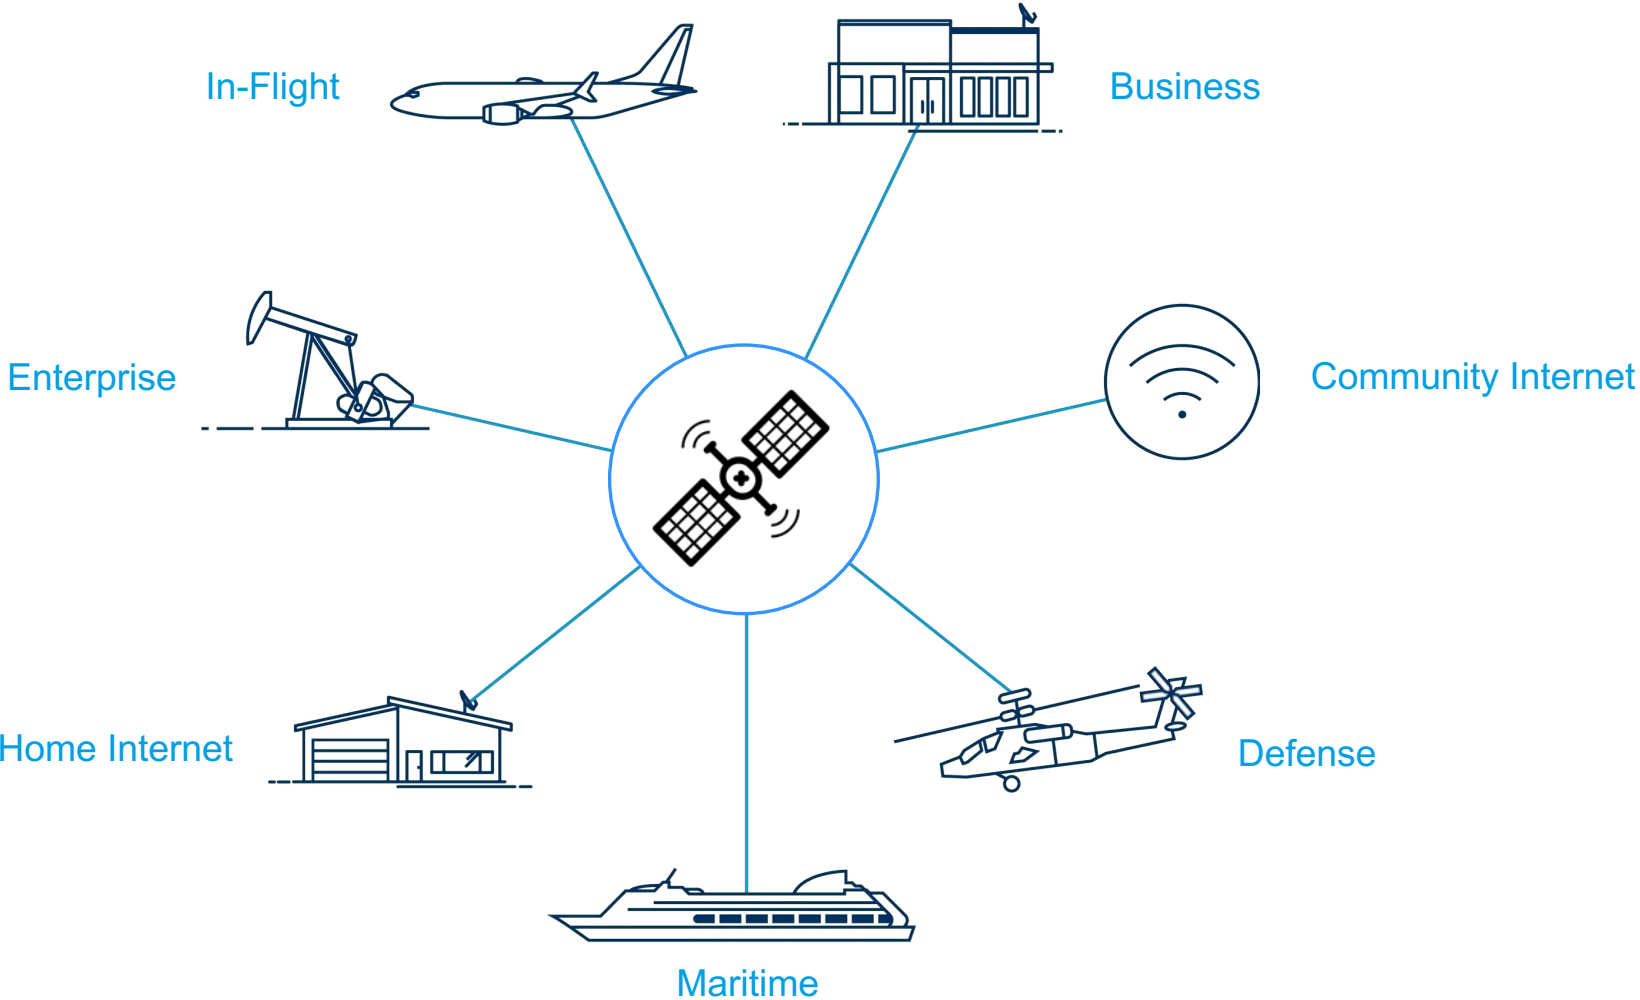 In-Flight
Business
Enterprise
Community Internet
Home Internet
Defense
Maritime